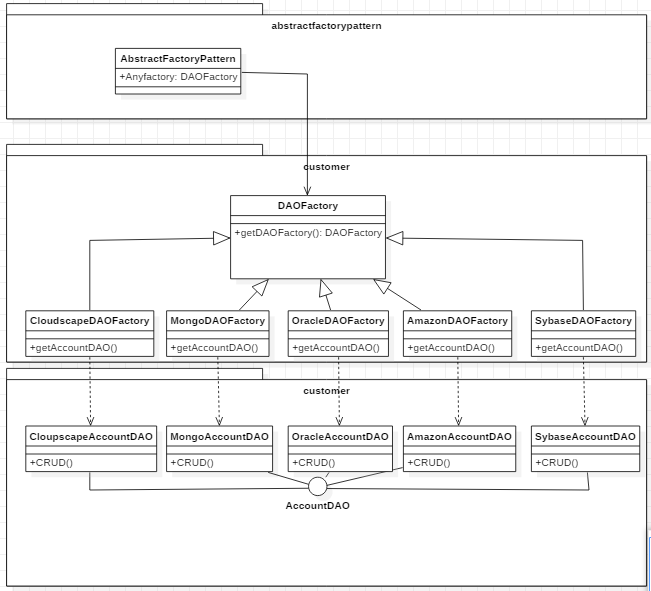 abstractfactorypattern
AbstractFactoryPattern
+Anyfactory: DAOFactory
customer
DAOFactory
+getDAOFactory(): DAOFactory
CloudscapeDAOFactory
MongoDAOFactory
OracleDAOFactory
AmazonDAOFactory
SybaseDAOFactory
+getAccountDAO()
+getAccountDAO()
+getAccountDAO()
+getAccountDAO()
+getAccountDAO()
customer
CloupscapeAccountDAO
MongoAccountDAO
OracleAccountDAO
AmazonAccountDAO
SybaseAccountDAO
+CRUD()
+CRUD()
+CRUD()
+CRUD()
+CRUD()
AccountDAO